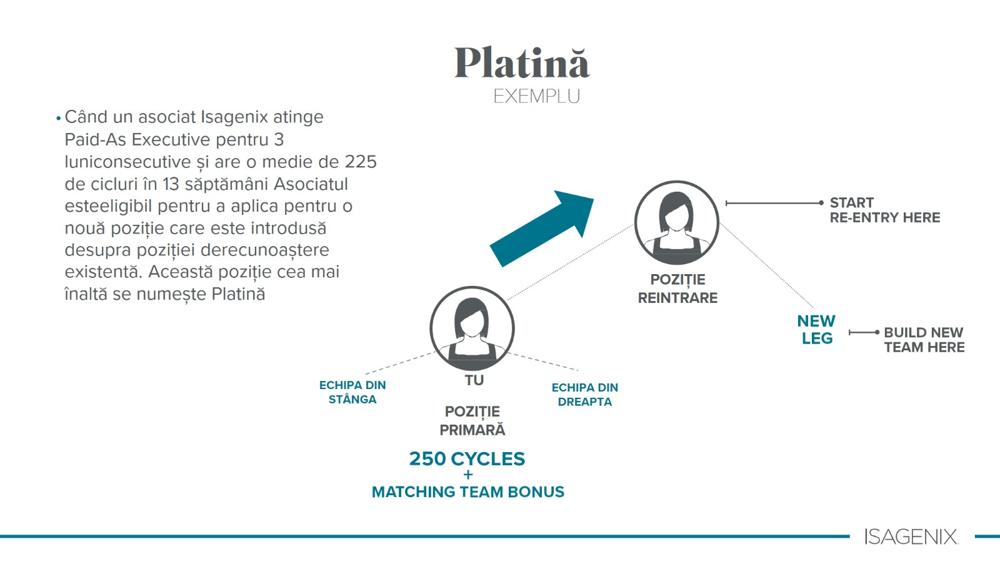 Platină
EXEMPLU
• Când un asociat Isagenix atinge
Paid-As Executive pentru 3
luniconsecutive și are o medie de 225
de cicluri în 13 săptămâni Asociatul
esteeligibil pentru a aplica pentru o
nouă poziție care este introdusă
desupra poziției derecunoaștere
existentă. Această poziție cea mai
înaltă se numește Platină
START
RE-ENTRY HERE
POZIȚIE
REINTRARE
NEW
LEG
BUILD NEW
TEAM HERE
ECHIPA DIN
STÂNGA
TU
ECHIPA DIN
DREAPTA
POZIȚIE
PRIMARĂ
250 CYCLES
+
MATCHING TEAM BONUS
ISAGENIX